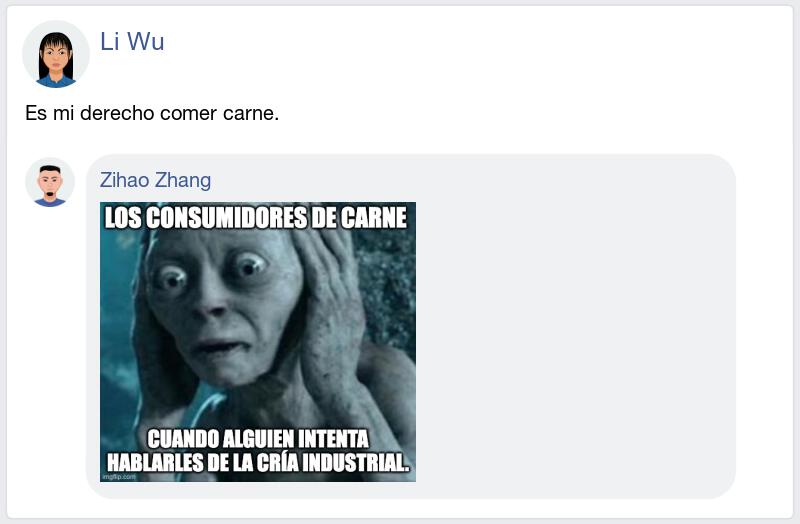 Li Wu
Es mi derecho comer carne.
Zihao Zhang
LOS CONSUMIDORES DE CARNE
CUANDO ALGUIEN INTENTA
HABLARLES DE LA CRÍA INDUSTRIAL.
imgflip.com